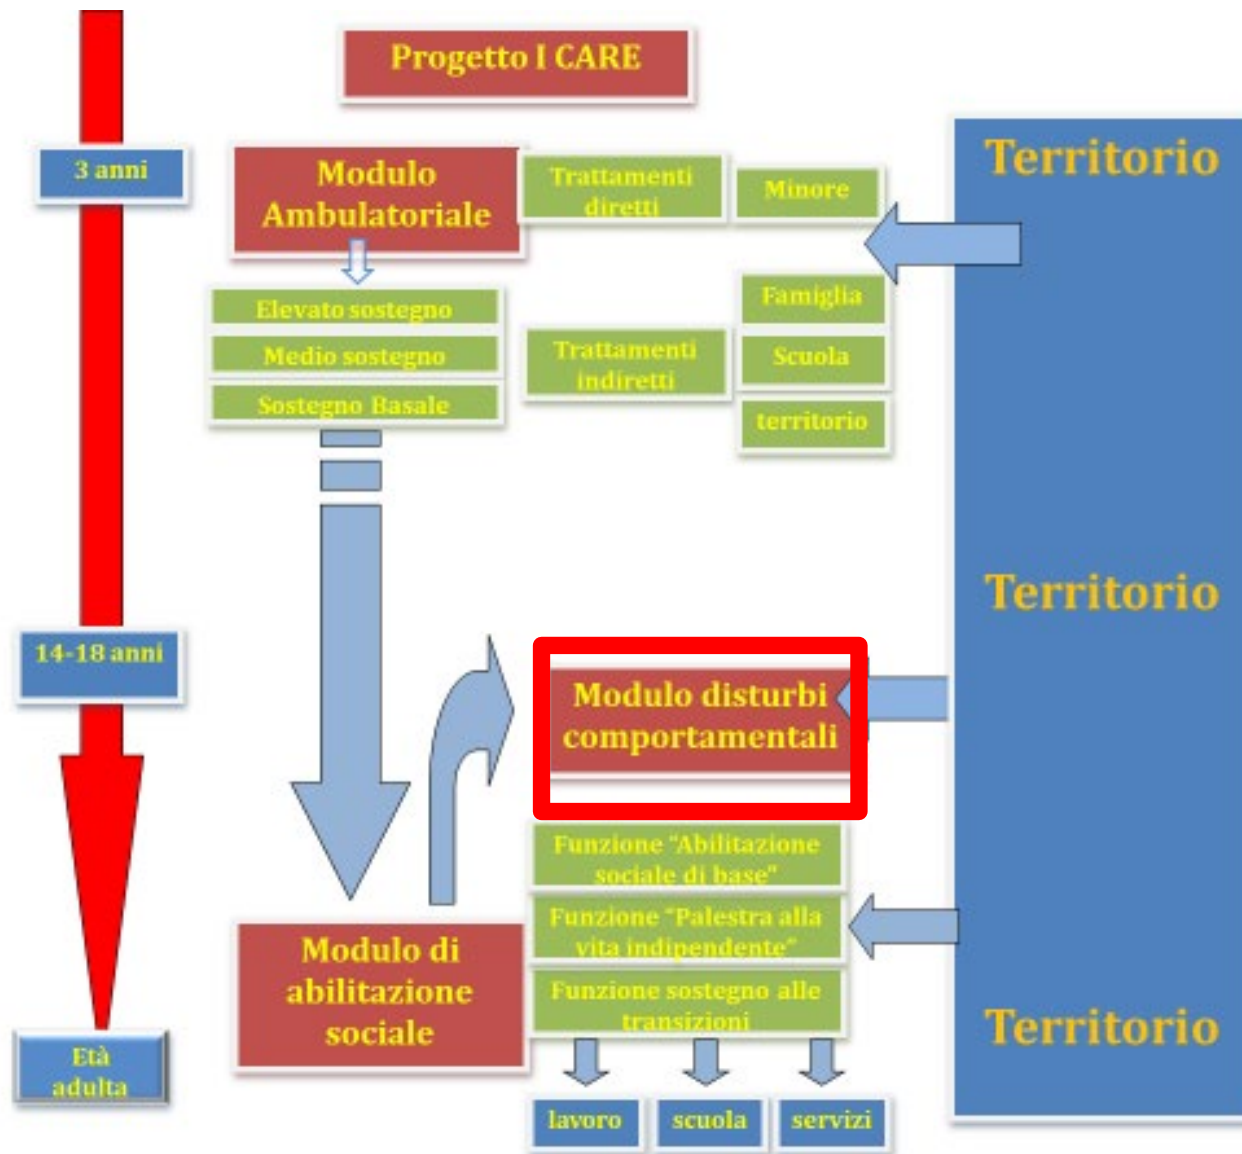 Progetto I CARE
3 anni
Modulo
Ambulatoriale
Trattamenti
diretti
Minore
Territorio
Elevato sostegno
Medio sostegno
Sostegno Basale
Trattamenti
indiretti
Famiglia
Scuola
territorio
Territorio
14-18 anni
Modulo disturbi
comportamentali
Funzione “Abilitazione
sociale di base”
Funzione “Palestra alla
vita indipendente”
Funzione sostegno alle
transizioni
Modulo di
abilitazione
sociale
Territorio
Età
adulta
lavoro
scuola
servizi